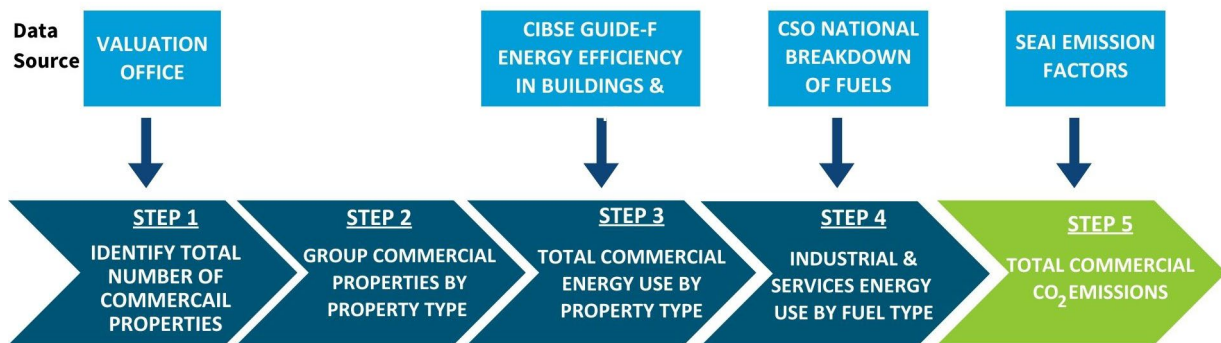 Data
Source
VALUATION
OFFICE
CIBSE GUIDE-F
ENERGY EFFICIENCY
IN BUILDINGS &
CSO NATIONAL
BREAKDOWN
OF FUELS
SEAI EMISSION
FACTORS
STEP 1
IDENTIFY TOTAL
NUMBER OF
COMMERCAIL
PROPERTIES
STEP 2
GROUP COMMERCIAL
PROPERTIES BY
PROPERTY TYPE
STEP 3
TOTAL COMMERCIAL
ENERGY USE BY
PROPERTY TYPE
STEP 4
INDUSTRIAL &
SERVICES ENERGY
USE BY FUEL TYPE
STEP 5
TOTAL COMMERCIAL
CO₂ EMISSIONS